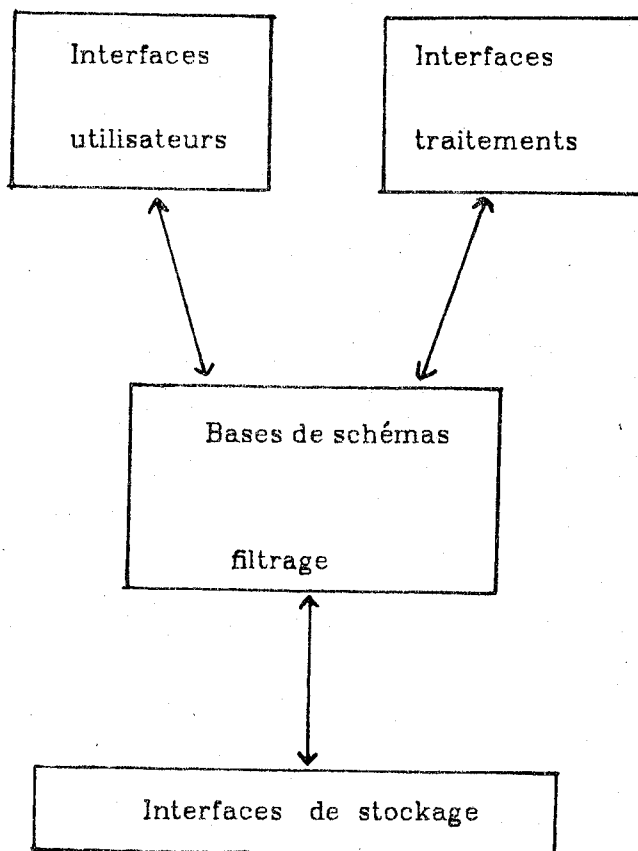 Interfaces
utilisateurs
Interfaces
traitements
Bases de schémas
filtrage
Interfaces de stockage